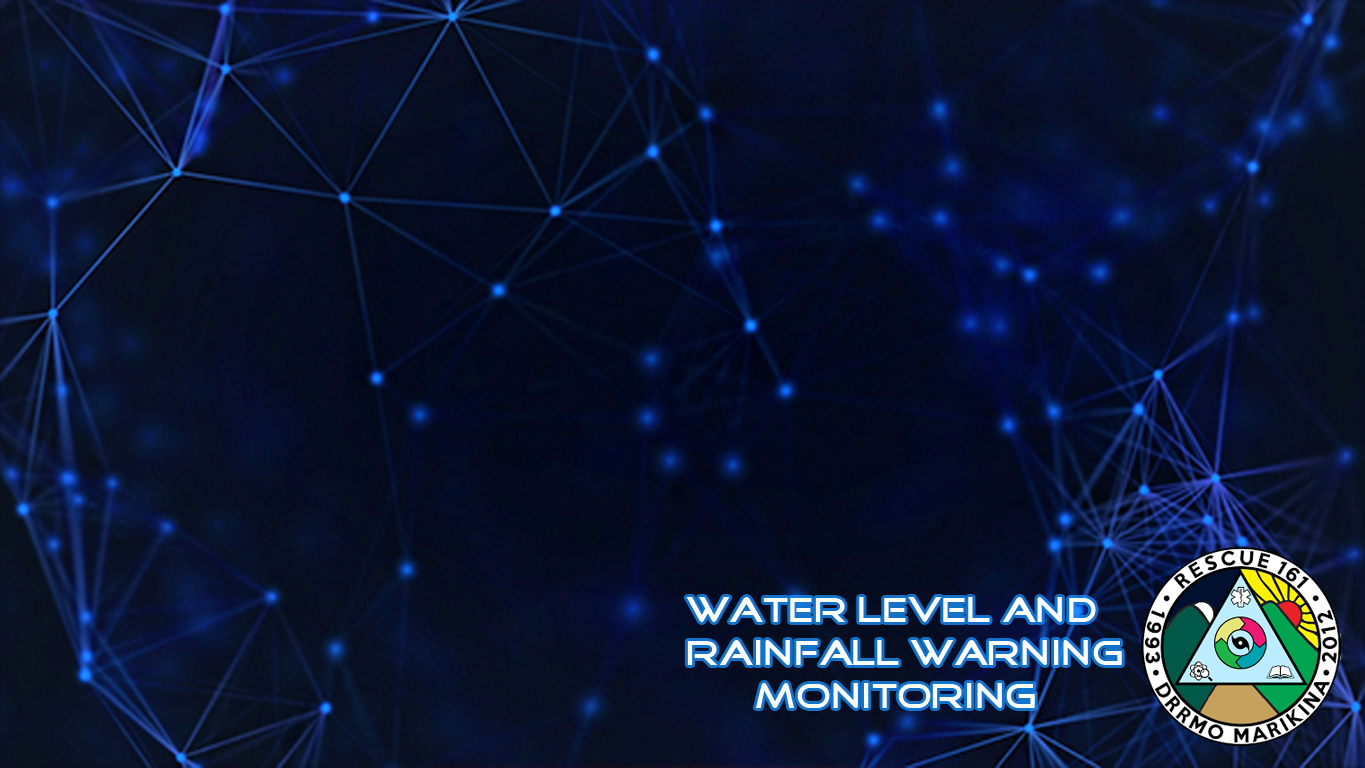 WATER LEVEL AND
RAINFALL WARNING
MONITORING
• RESCUE 161 •
1993 • DRRMO MARIKINA • 2012